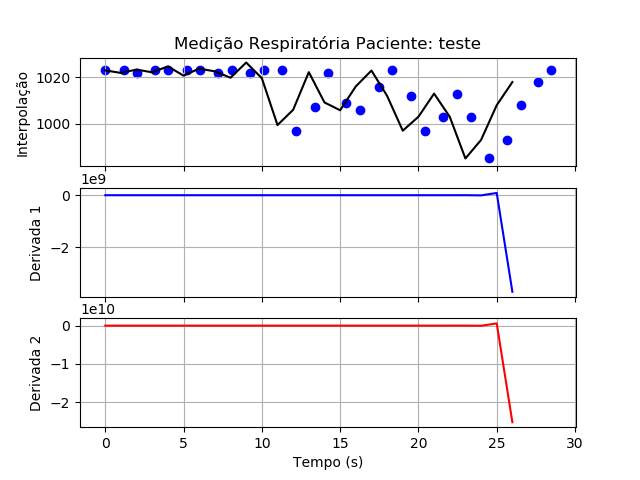 Medição Respiratória Paciente: teste
Interpolação
1020
1000
1e9
Derivada 1
0
−2
1e10
Derivada 2
0
−1
−2
0 5 10 15 20 25 30
Tempo (s)